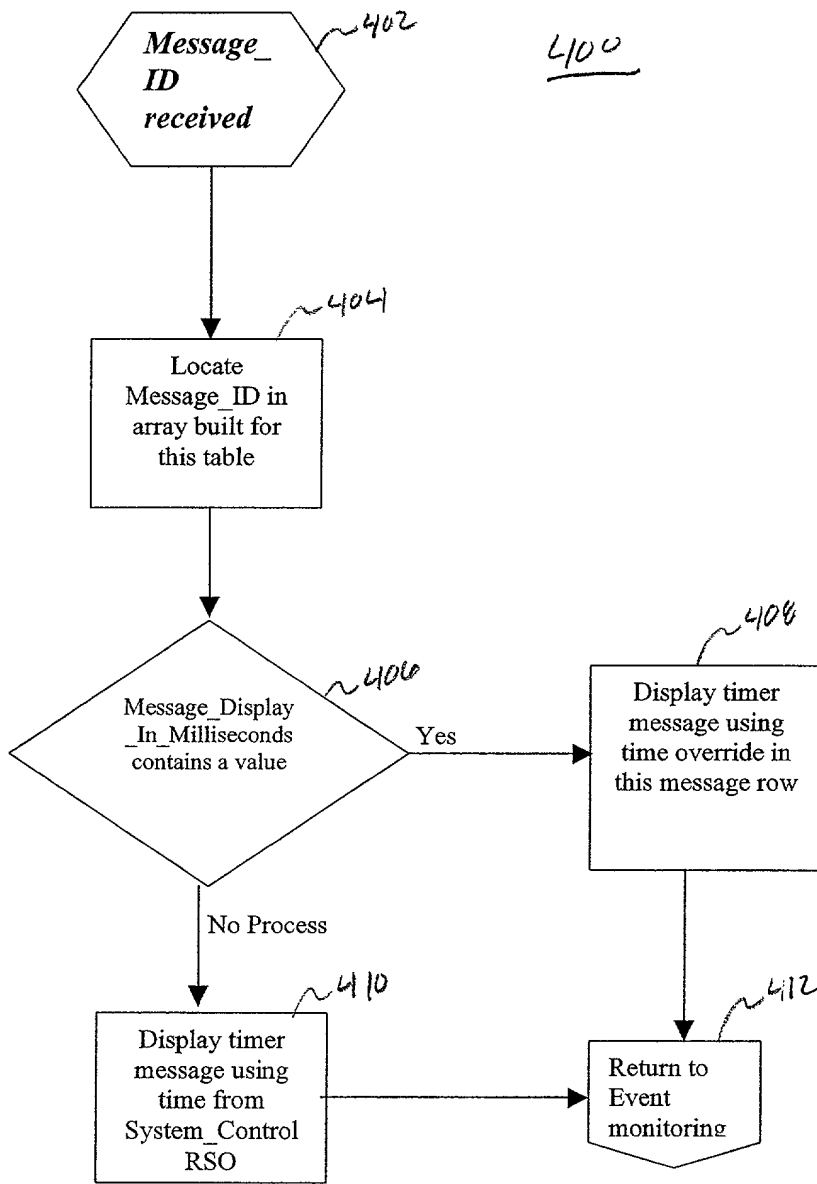 402
Message_
ID
received
400
404
Locate
Message_ID in
array built for
this table
406
Message_Display
_In_Milliseconds
contains a value
Yes
408
Display timer
message using
time override in
this message row
No Process
410
Display timer
message using
time from
System_Control
RSO
412
Return to
Event
monitoring